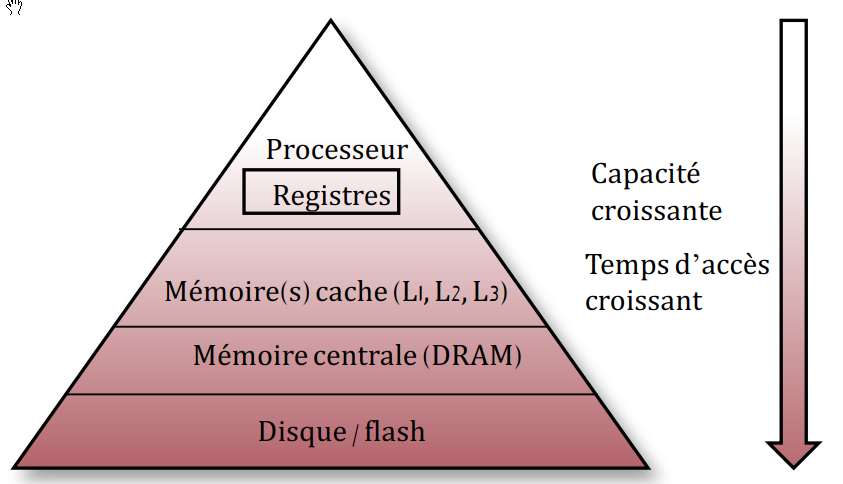 Processeur
Registres
Mémoire(s) cache (L1, L2, L3)
Mémoire centrale (DRAM)
Disque / flash
Capacité
croissante
Temps d'accès
croissant